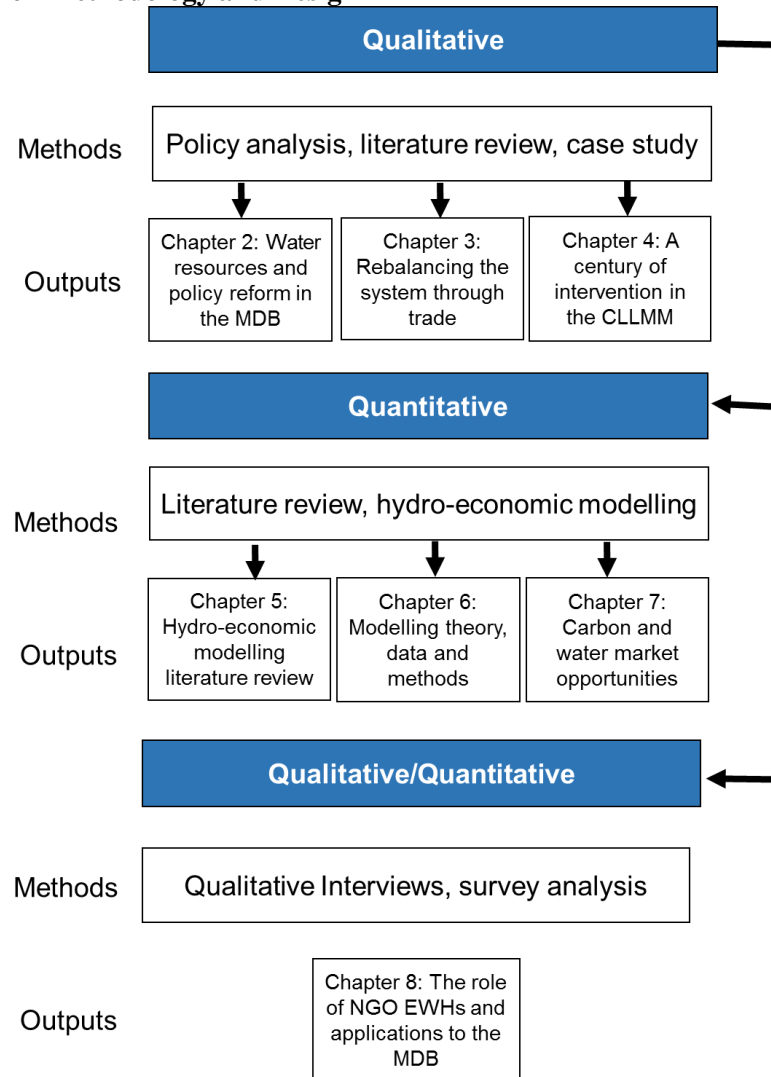 Qualitative
Methods
Policy analysis, literature review, case study
Outputs
Chapter 2: Water
resources and
policy reform in
the MDB
Chapter 3:
Rebalancing the
system through
trade
Chapter 4: A
century of
intervention in
the CLLMM
Quantitative
Methods
Literature review, hydro-economic modelling
Outputs
Chapter 5:
Hydro-economic
modelling
literature review
Chapter 6:
Modelling theory,
data and
methods
Chapter 7:
Carbon and
water market
opportunities
Qualitative/Quantitative
Methods
Qualitative Interviews, survey analysis
Outputs
Chapter 8: The role
of NGO EWHs and
applications to the
MDB